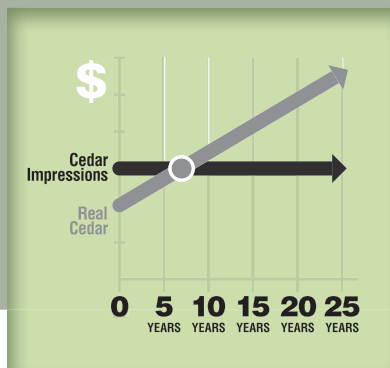 $
Cedar
Impressions
Real
Cedar
0 5 10 15 20 25
YEARS YEARS YEARS YEARS YEARS